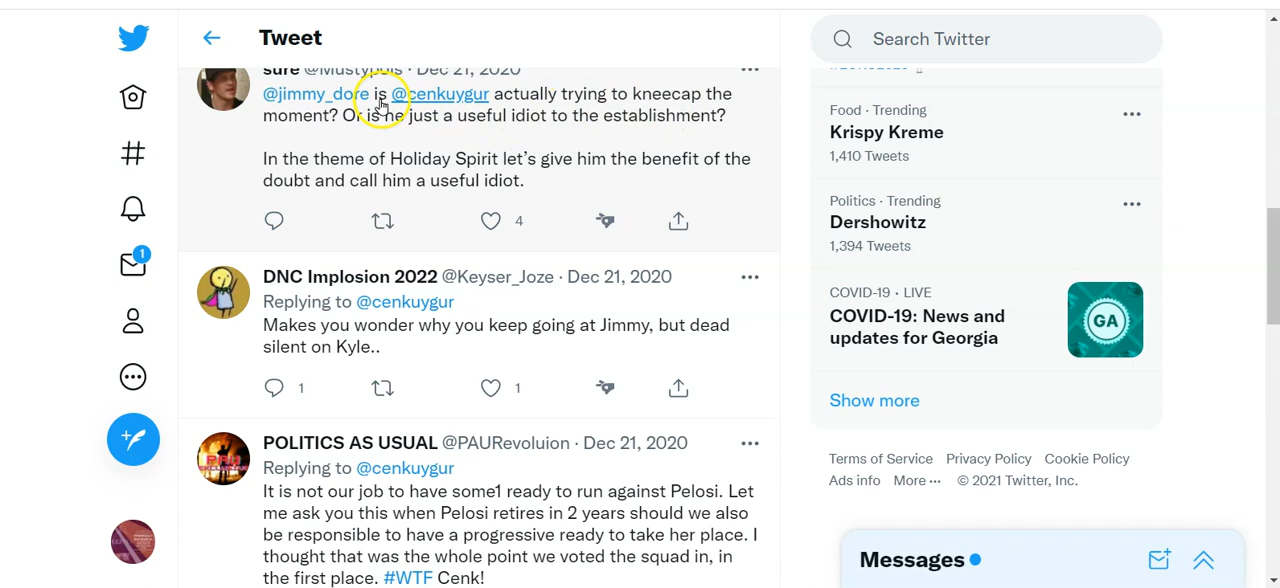 Tweet
Search Twitter
sure @Mustypols · Dec 21, 2020
@jimmy_dore is @cenkuygur actually trying to kneecap the
moment? Or is he just a useful idiot to the establishment?
In the theme of Holiday Spirit let's give him the benefit of the
doubt and call him a useful idiot.
4
DNC Implosion 2022 @Keyser_Joze · Dec 21, 2020
Replying to @cenkuygur
Makes you wonder why you keep going at Jimmy, but dead
silent on Kyle..
1 1
POLITICS AS USUAL @PAURevoluion · Dec 21, 2020
Replying to @cenkuygur
It is not our job to have some1 ready to run against Pelosi. Let
me ask you this when Pelosi retires in 2 years should we also
be responsible to have a progressive ready to take her place. I
thought that was the whole point we voted the squad in, in
the first place. #WTF Cenk!
1
Food · Trending
Krispy Kreme
1,410 Tweets
Politics · Trending
Dershowitz
1,394 Tweets
COVID-19 · LIVE
COVID-19: News and
updates for Georgia
GA
Show more
Terms of Service Privacy Policy Cookie Policy
Ads info More ··· © 2021 Twitter, Inc.
Messages